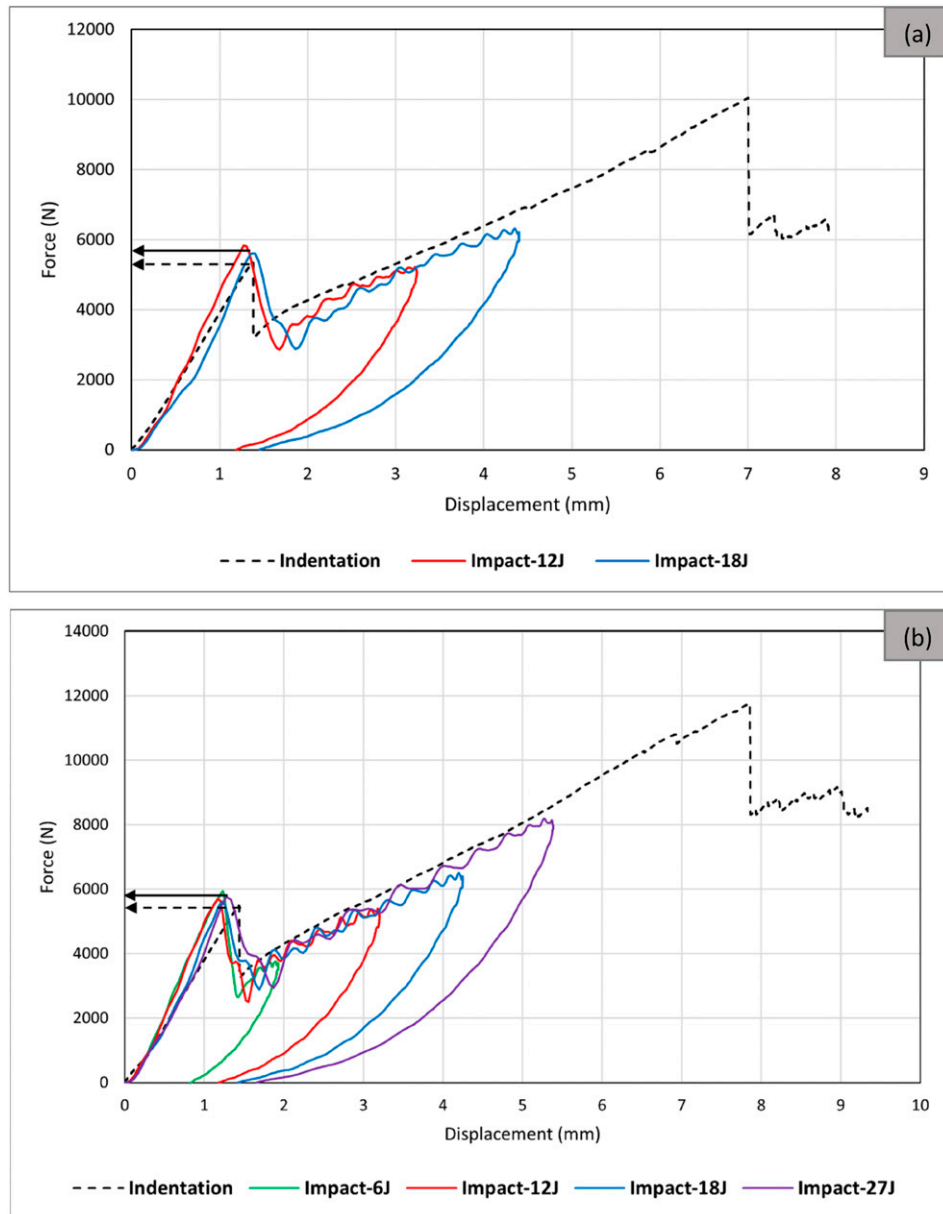 (a)
12000
10000
8000
6000
4000
2000
0
Force (N)
0 1 2 3 4 5 6 7 8 9
Displacement (mm)
Indentation Impact-12J Impact-18J
(b)
14000
12000
10000
8000
6000
4000
2000
0
Force (N)
0 1 2 3 4 5 6 7 8 9 10
Displacement (mm)
Indentation Impact-6J Impact-12J Impact-18J Impact-27J